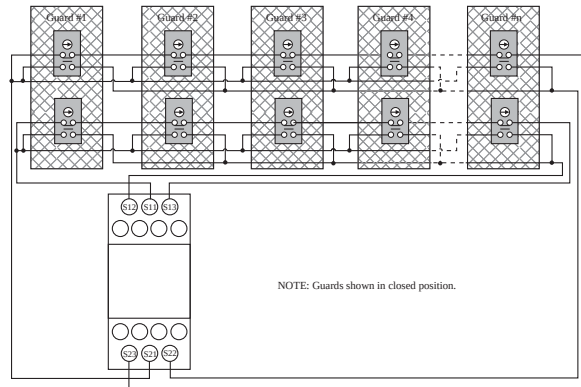 Guard #1 Guard #2 Guard #3 Guard #4 Guard #n
S12 S11 S13
NOTE: Guards shown in closed position.
S23 S21 S22